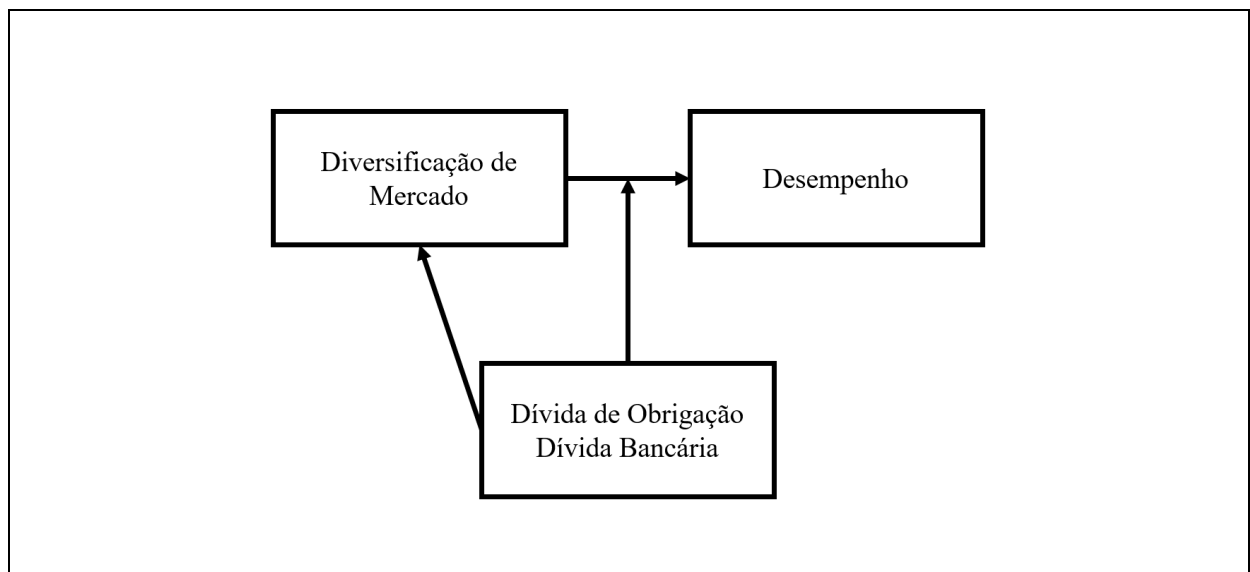 Diversificação de
Mercado
Desempenho
Dívida de Obrigação
Dívida Bancária